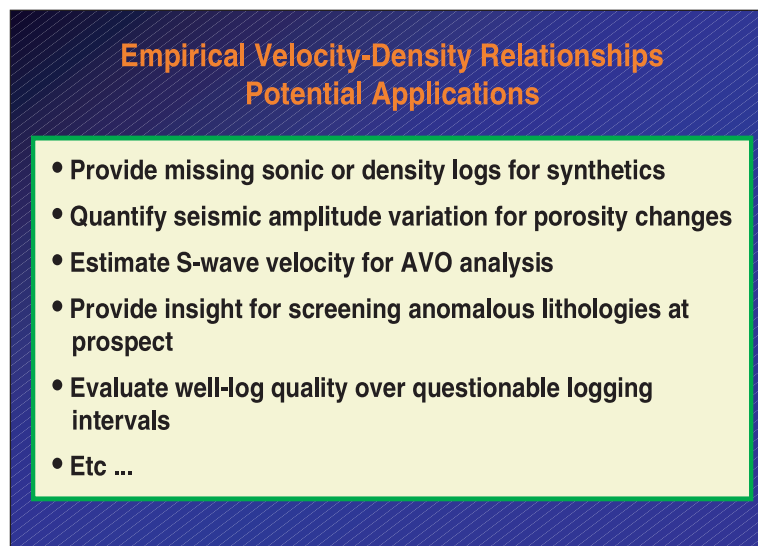 Empirical Velocity-Density Relationships
Potential Applications
• Provide missing sonic or density logs for synthetics
• Quantify seismic amplitude variation for porosity changes
• Estimate S-wave velocity for AVO analysis
• Provide insight for screening anomalous lithologies at
prospect
• Evaluate well-log quality over questionable logging
intervals
• Etc ...